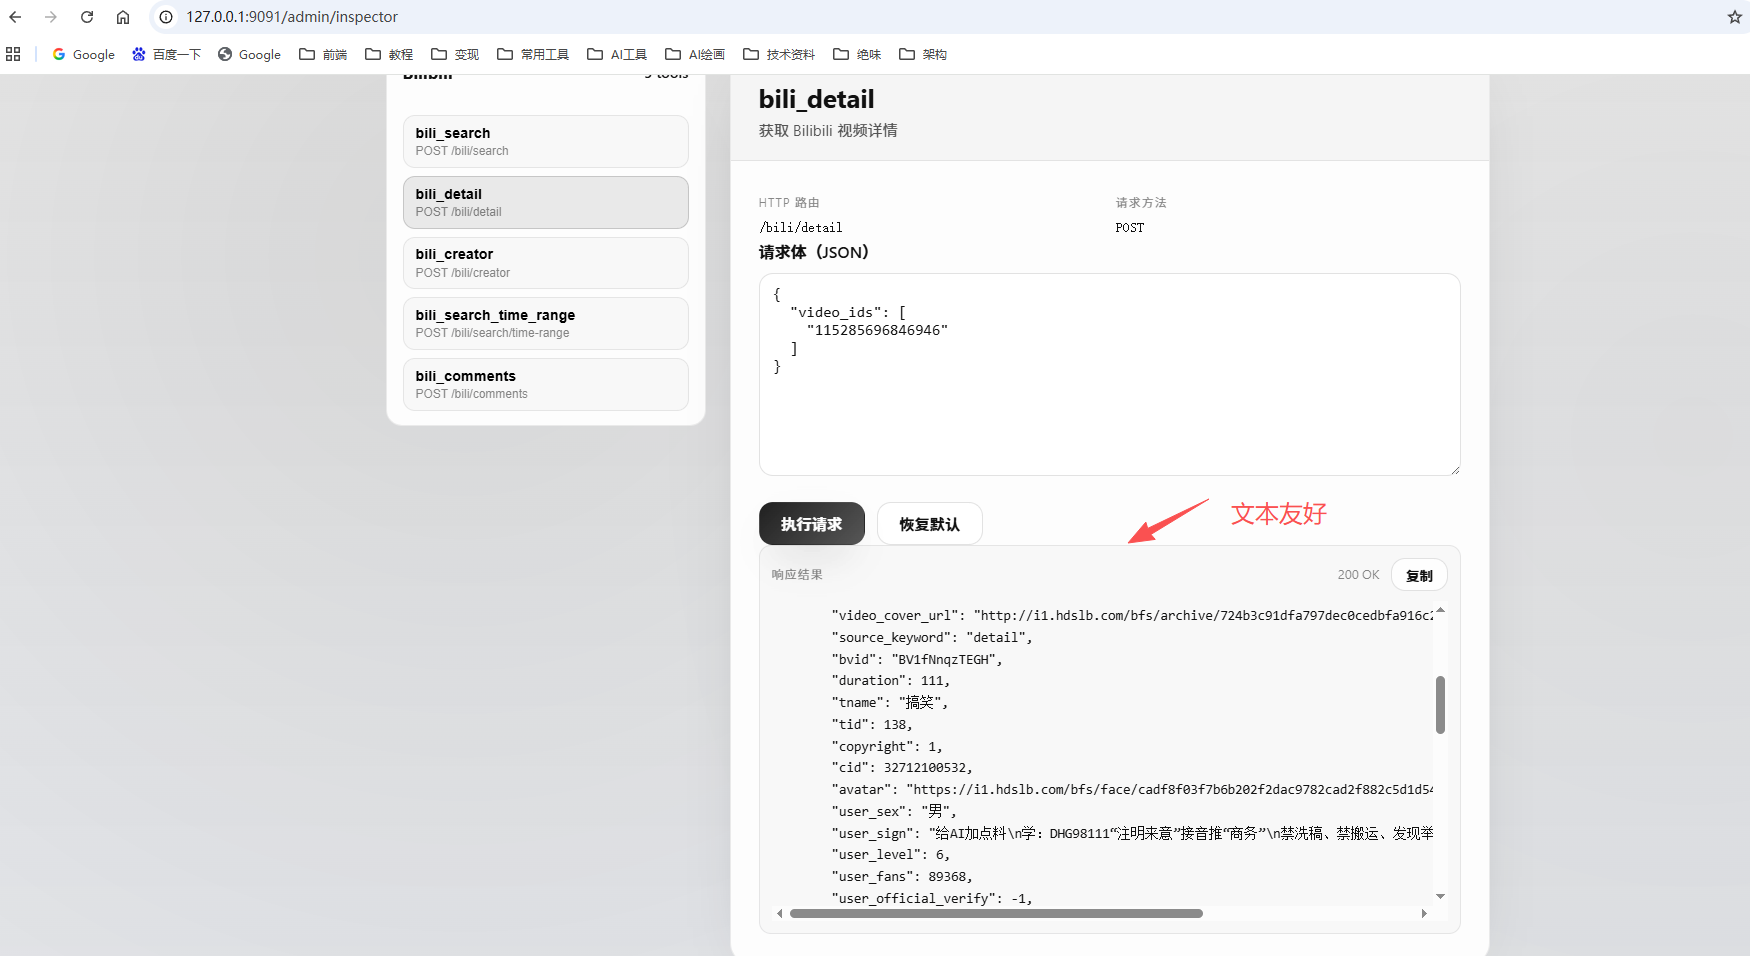 127.0.0.1:9091/admin/inspector
Google
百度一下
Google
前端
教程
变现
常用工具
AI工具
AI绘画
技术资料
绝味
架构
bili_search
POST /bili/search
bili_detail
POST /bili/detail
bili_creator
POST /bili/creator
bili_search_time_range
POST /bili/search/time-range
bili_comments
POST /bili/comments
bili_detail
获取 Bilibili 视频详情
HTTP 路由
请求方法
/bili/detail
POST
请求体（JSON）
{
"video_ids": [
"115285696846946"
]
}
执行请求
恢复默认
文本友好
响应结果
200 OK
复制
"video_cover_url": "http://i1.hdslb.com/bfs/archive/724b3c91dfa797dec0cedbfa916c2
"source_keyword": "detail",
"bvid": "BV1fNnqzTEGH",
"duration": 111,
"tname": "搞笑",
"tid": 138,
"copyright": 1,
"cid": 32712100532,
"avatar": "https://i1.hdslb.com/bfs/face/cadf8f03f7b6b202f2dac9782cad2f882c5d1d54
"user_sex": "男",
"user_sign": "给AI加点料\n学：DHG98111“注明来意”接音推“商务”\n禁洗稿、禁搬运、发现举
"user_level": 6,
"user_fans": 89368,
"user_official_verify": -1,